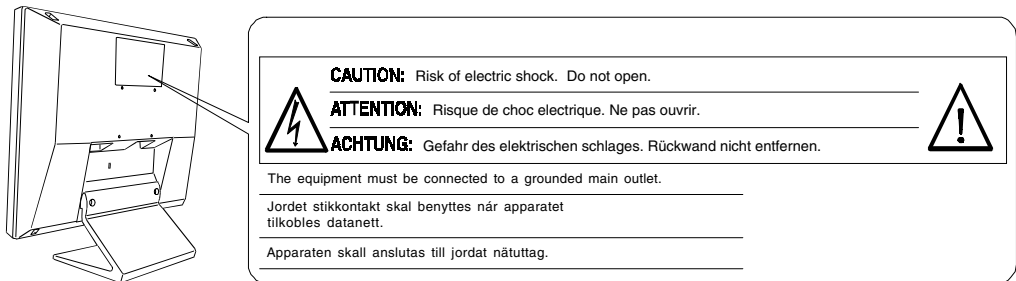 CAUTION: Risk of electric shock. Do not open.
ATTENTION: Risque de choc electrique. Ne pas ouvrir.
ACHTUNG: Gefahr des elektrischen schlages. Rückwand nicht entfernen.
The equipment must be connected to a grounded main outlet.
Jordet stikkontakt skal benyttes nár apparatet
tilkobles datanett.
Apparaten skall anslutas till jordat nätuttag.